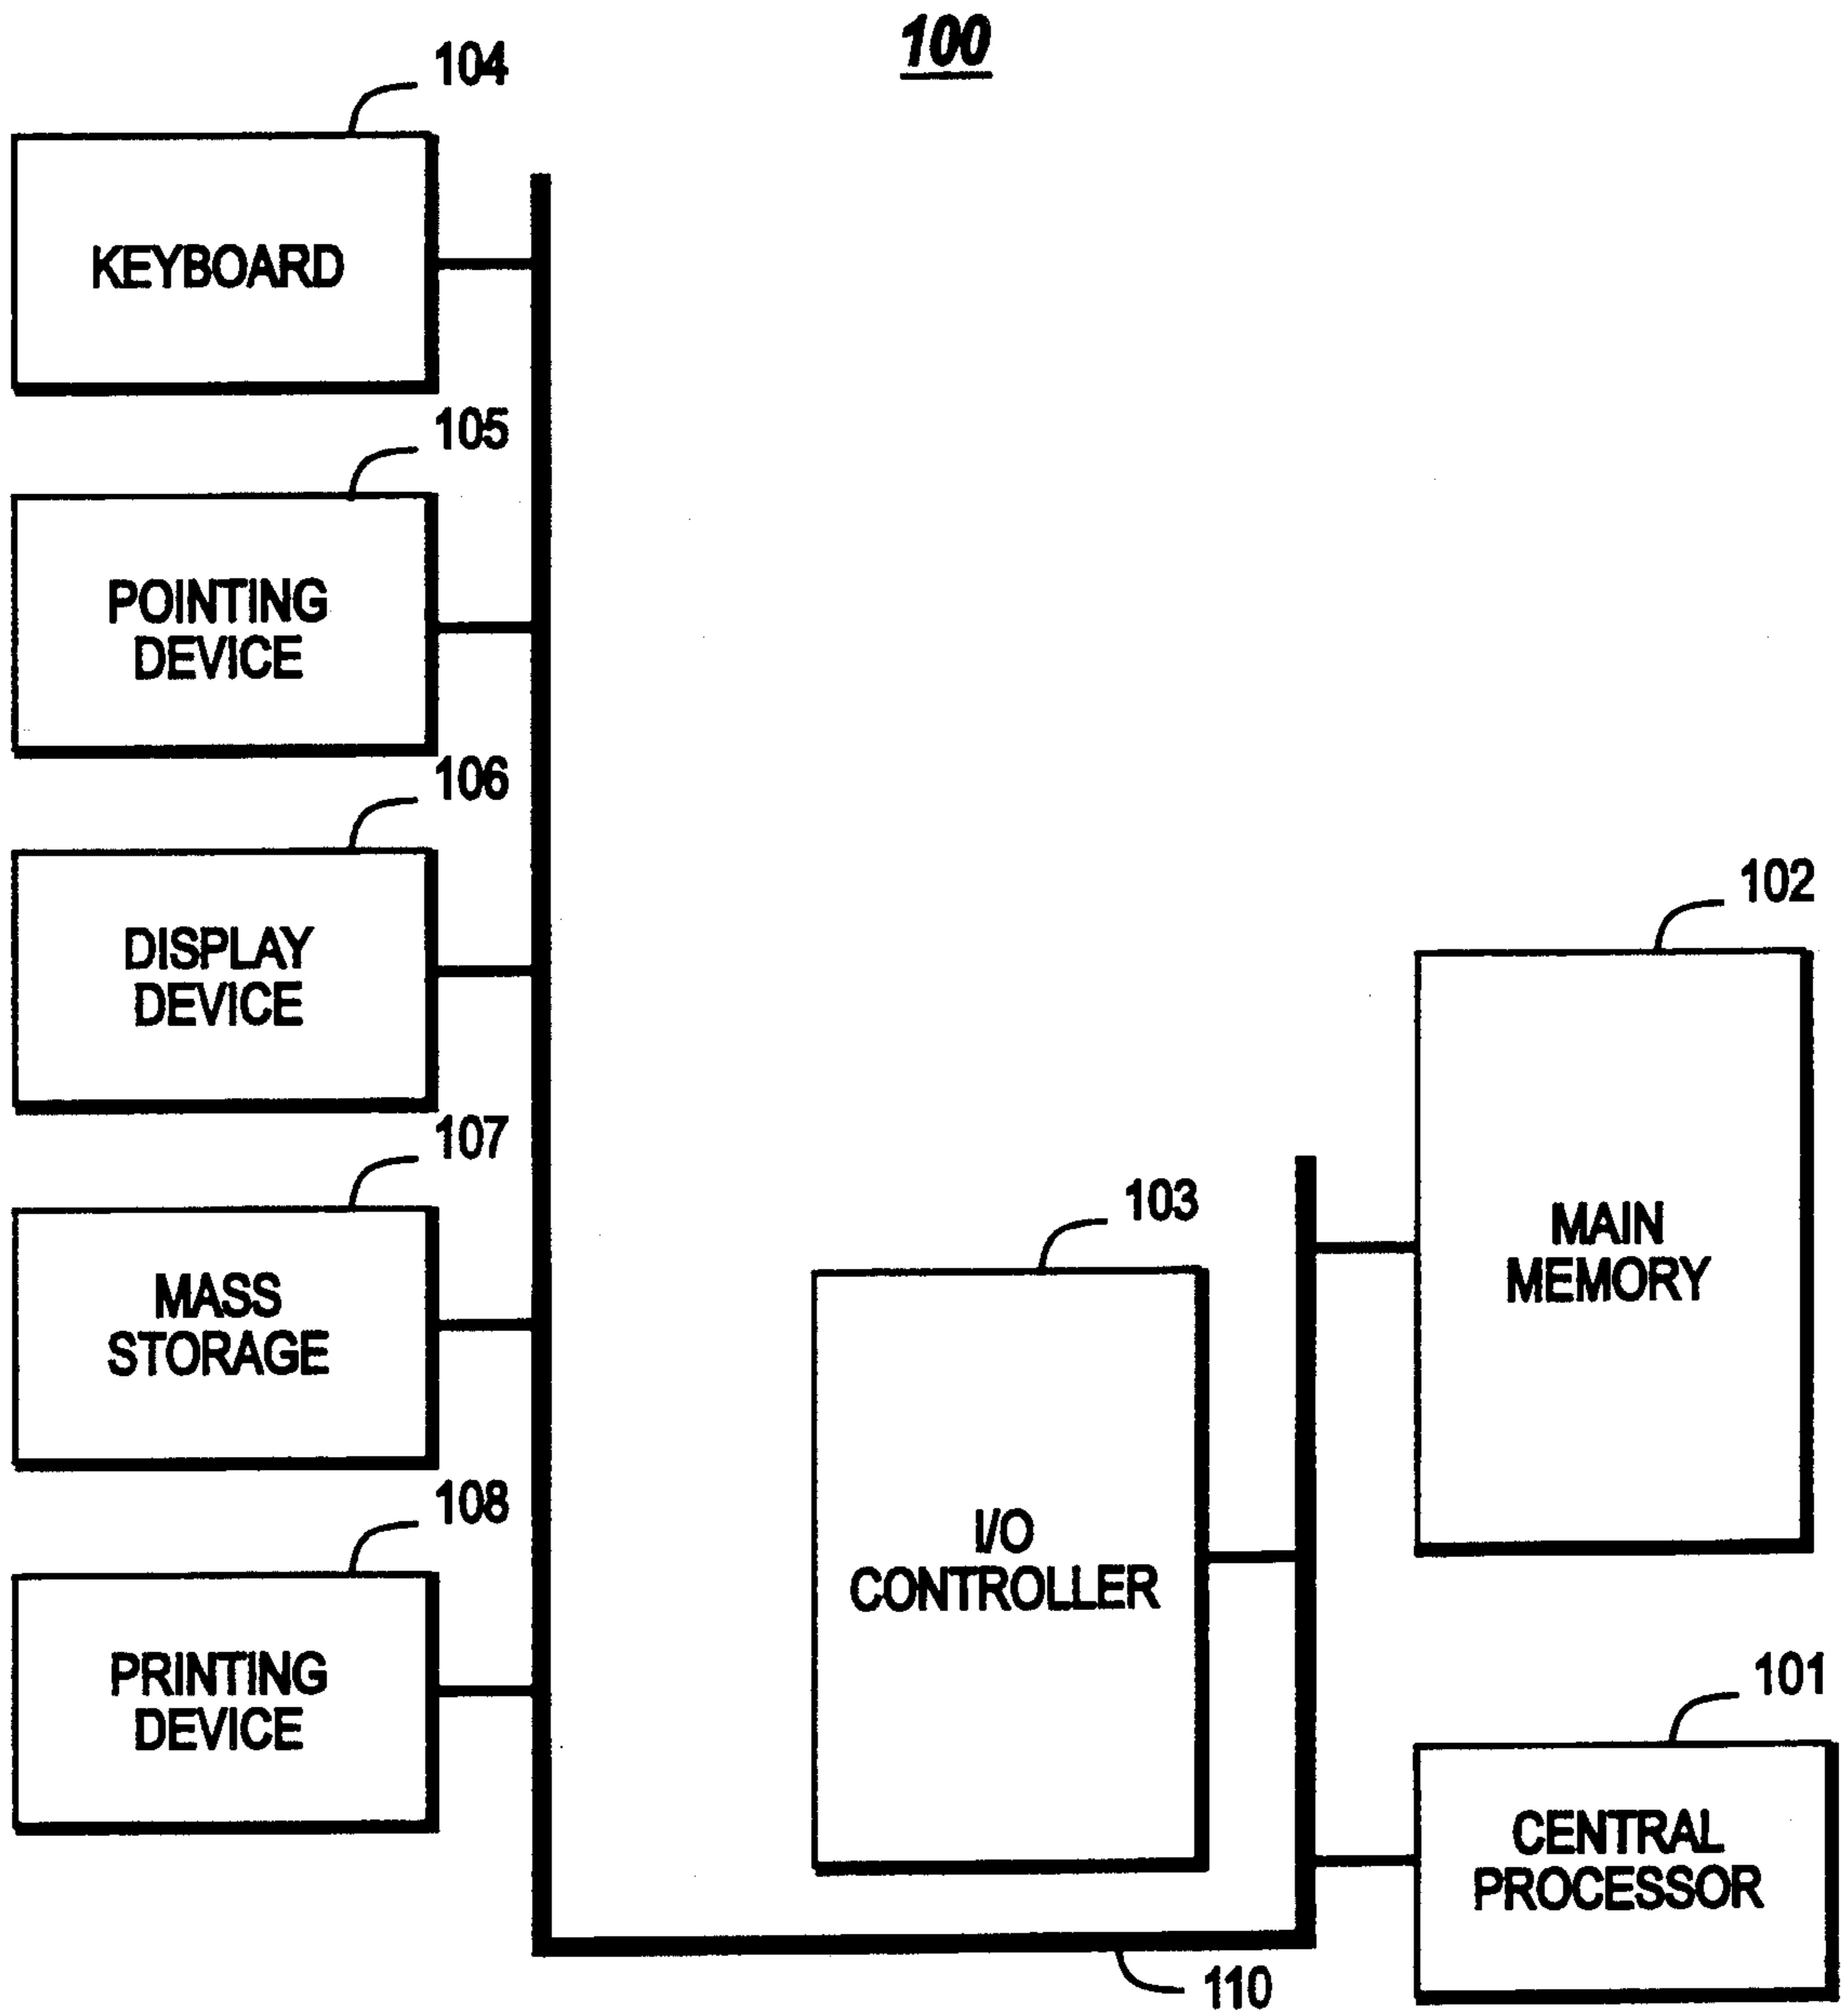 100
104
KEYBOARD
105
POINTING
DEVICE
106
DISPLAY
DEVICE
107
MASS
STORAGE
108
PRINTING
DEVICE
103
I/O
CONTROLLER
102
MAIN
MEMORY
101
CENTRAL
PROCESSOR
110